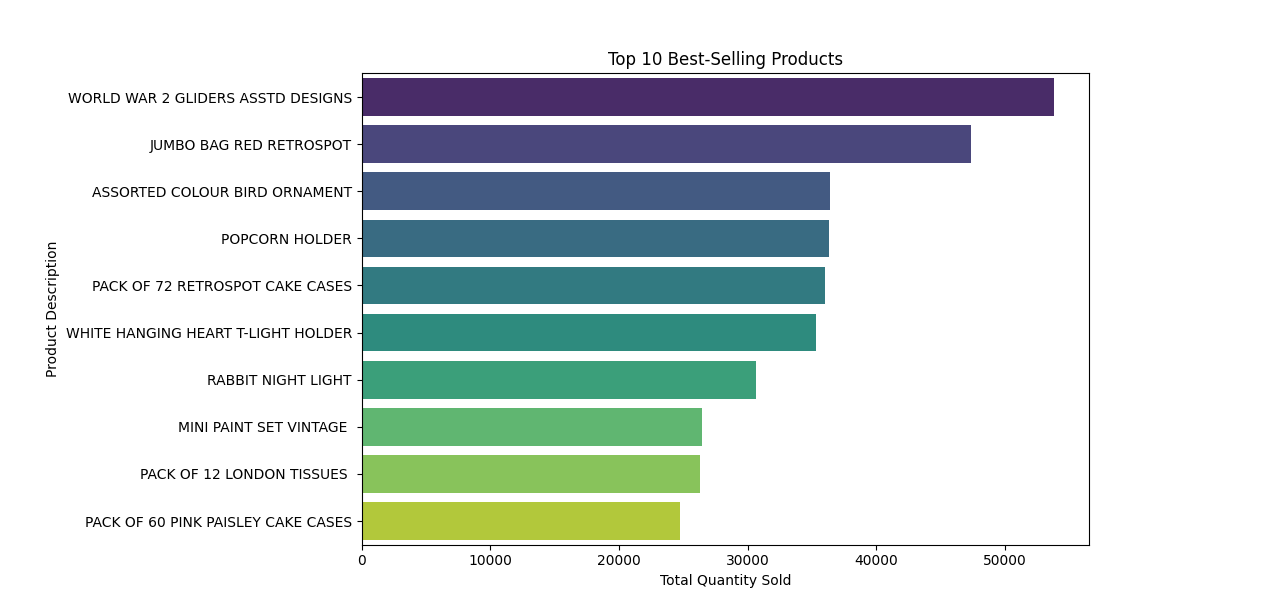 Top 10 Best-Selling Products
Product Description
WORLD WAR 2 GLIDERS ASSTD DESIGNS
JUMBO BAG RED RETROSPOT
ASSORTED COLOUR BIRD ORNAMENT
POPCORN HOLDER
PACK OF 72 RETROSPOT CAKE CASES
WHITE HANGING HEART T-LIGHT HOLDER
RABBIT NIGHT LIGHT
MINI PAINT SET VINTAGE
PACK OF 12 LONDON TISSUES
PACK OF 60 PINK PAISLEY CAKE CASES
0 10000 20000 30000 40000 50000
Total Quantity Sold